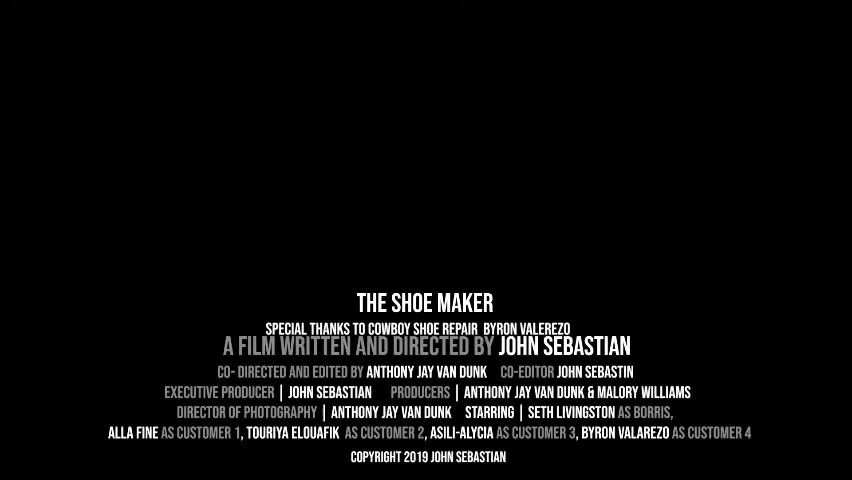 THE SHOE MAKER
SPECIAL THANKS TO COWBOY SHOE REPAIR BYRON VALEREZO
A FILM WRITTEN AND DIRECTED BY JOHN SEBASTIAN
CO- DIRECTED AND EDITED BY ANTHONY JAY VAN DUNK CO-EDITOR JOHN SEBASTIN
EXECUTIVE PRODUCER | JOHN SEBASTIAN PRODUCERS | ANTHONY JAY VAN DUNK & MALORY WILLIAMS
DIRECTOR OF PHOTOGRAPHY | ANTHONY JAY VAN DUNK STARRING | SETH LIVINGSTON AS BORRIS,
ALLA FINE AS CUSTOMER 1, TOURIYA ELOUAFIK AS CUSTOMER 2, ASILI-ALYCIA AS CUSTOMER 3, BYRON VALAREZO AS CUSTOMER 4
COPYRIGHT 2019 JOHN SEBASTIAN